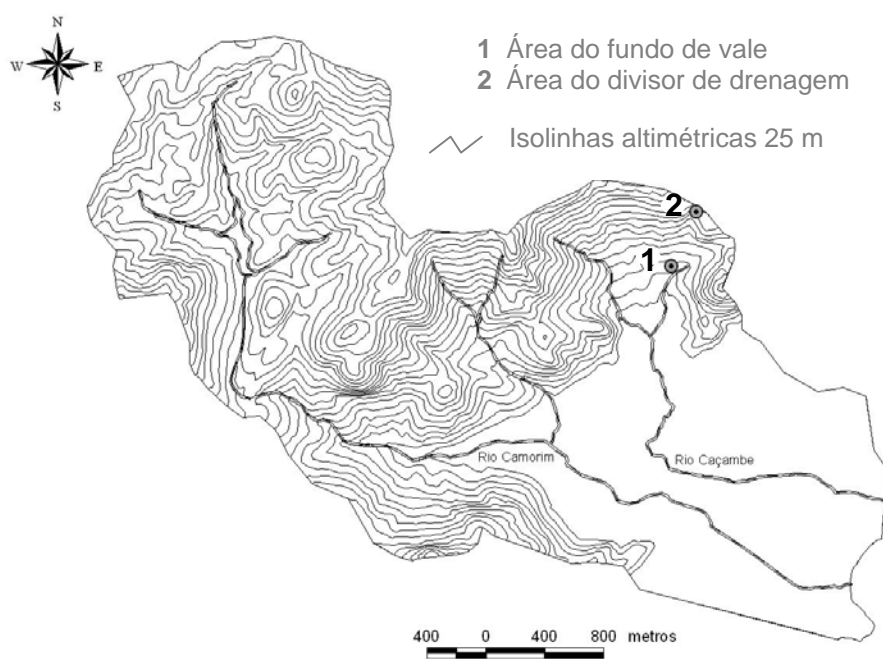 N
W E
S
1 Área do fundo de vale
2 Área do divisor de drenagem
Isolinhas altimétricas 25 m
2
1
Rio Camorim
Rio Caçambe
400 0 400 800 metros